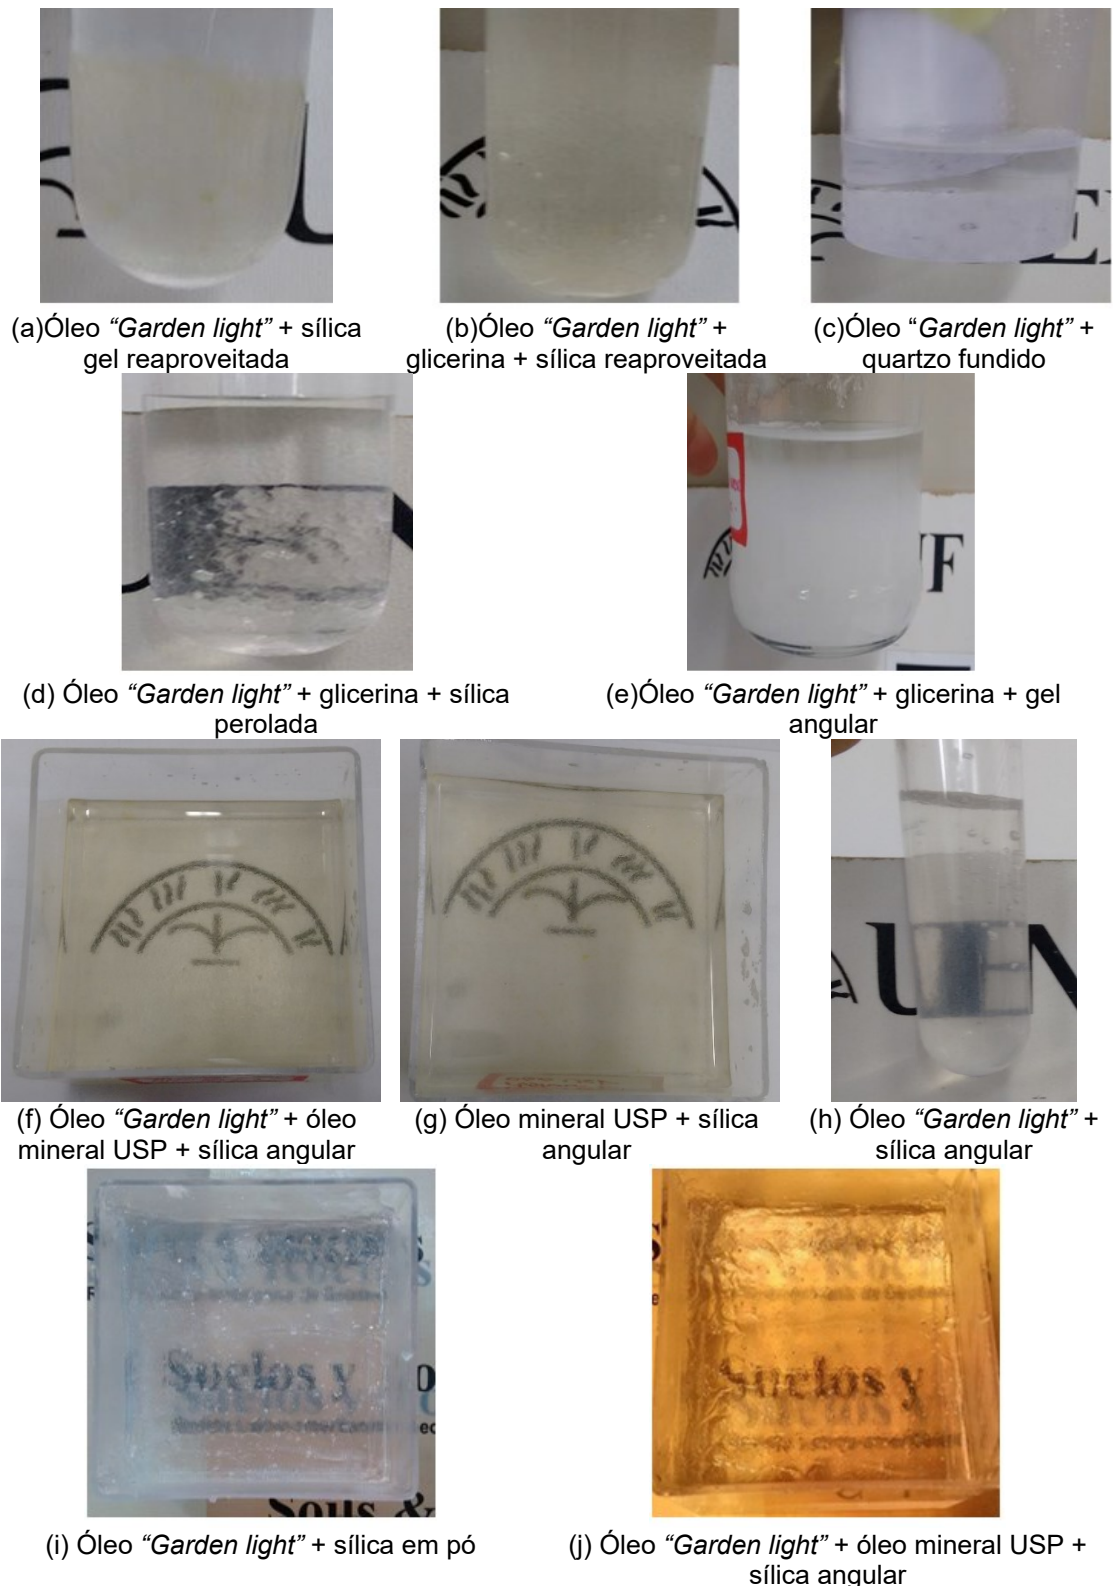 U
E
(a)Óleo “Garden light” + sílica
gel reaproveitada
(b)Óleo “Garden light” +
glicerina + sílica reaproveitada
(c)Óleo “Garden light” +
quartzo fundido
F
(d) Óleo “Garden light” + glicerina + sílica
perolada
(e)Óleo “Garden light” + glicerina + gel
angular
U N
(f) Óleo “Garden light” + óleo
mineral USP + sílica angular
(g) Óleo mineral USP + sílica
angular
(h) Óleo “Garden light” +
sílica angular
Suelos y
Soils &
Suelos y
(i) Óleo “Garden light” + sílica em pó
(j) Óleo “Garden light” + óleo mineral USP +
sílica angular